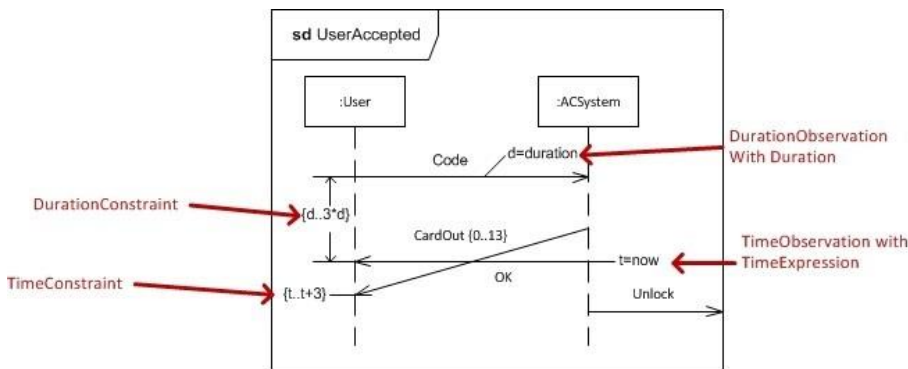 sd UserAccepted
:User
:ACSystem
DurationObservation
With Duration
d=duration
Code
DurationConstraint
{d..3*d}
CardOut {0..13}
TimeObservation with
TimeExpression
t=now
OK
TimeConstraint
{t..t+3}
Unlock